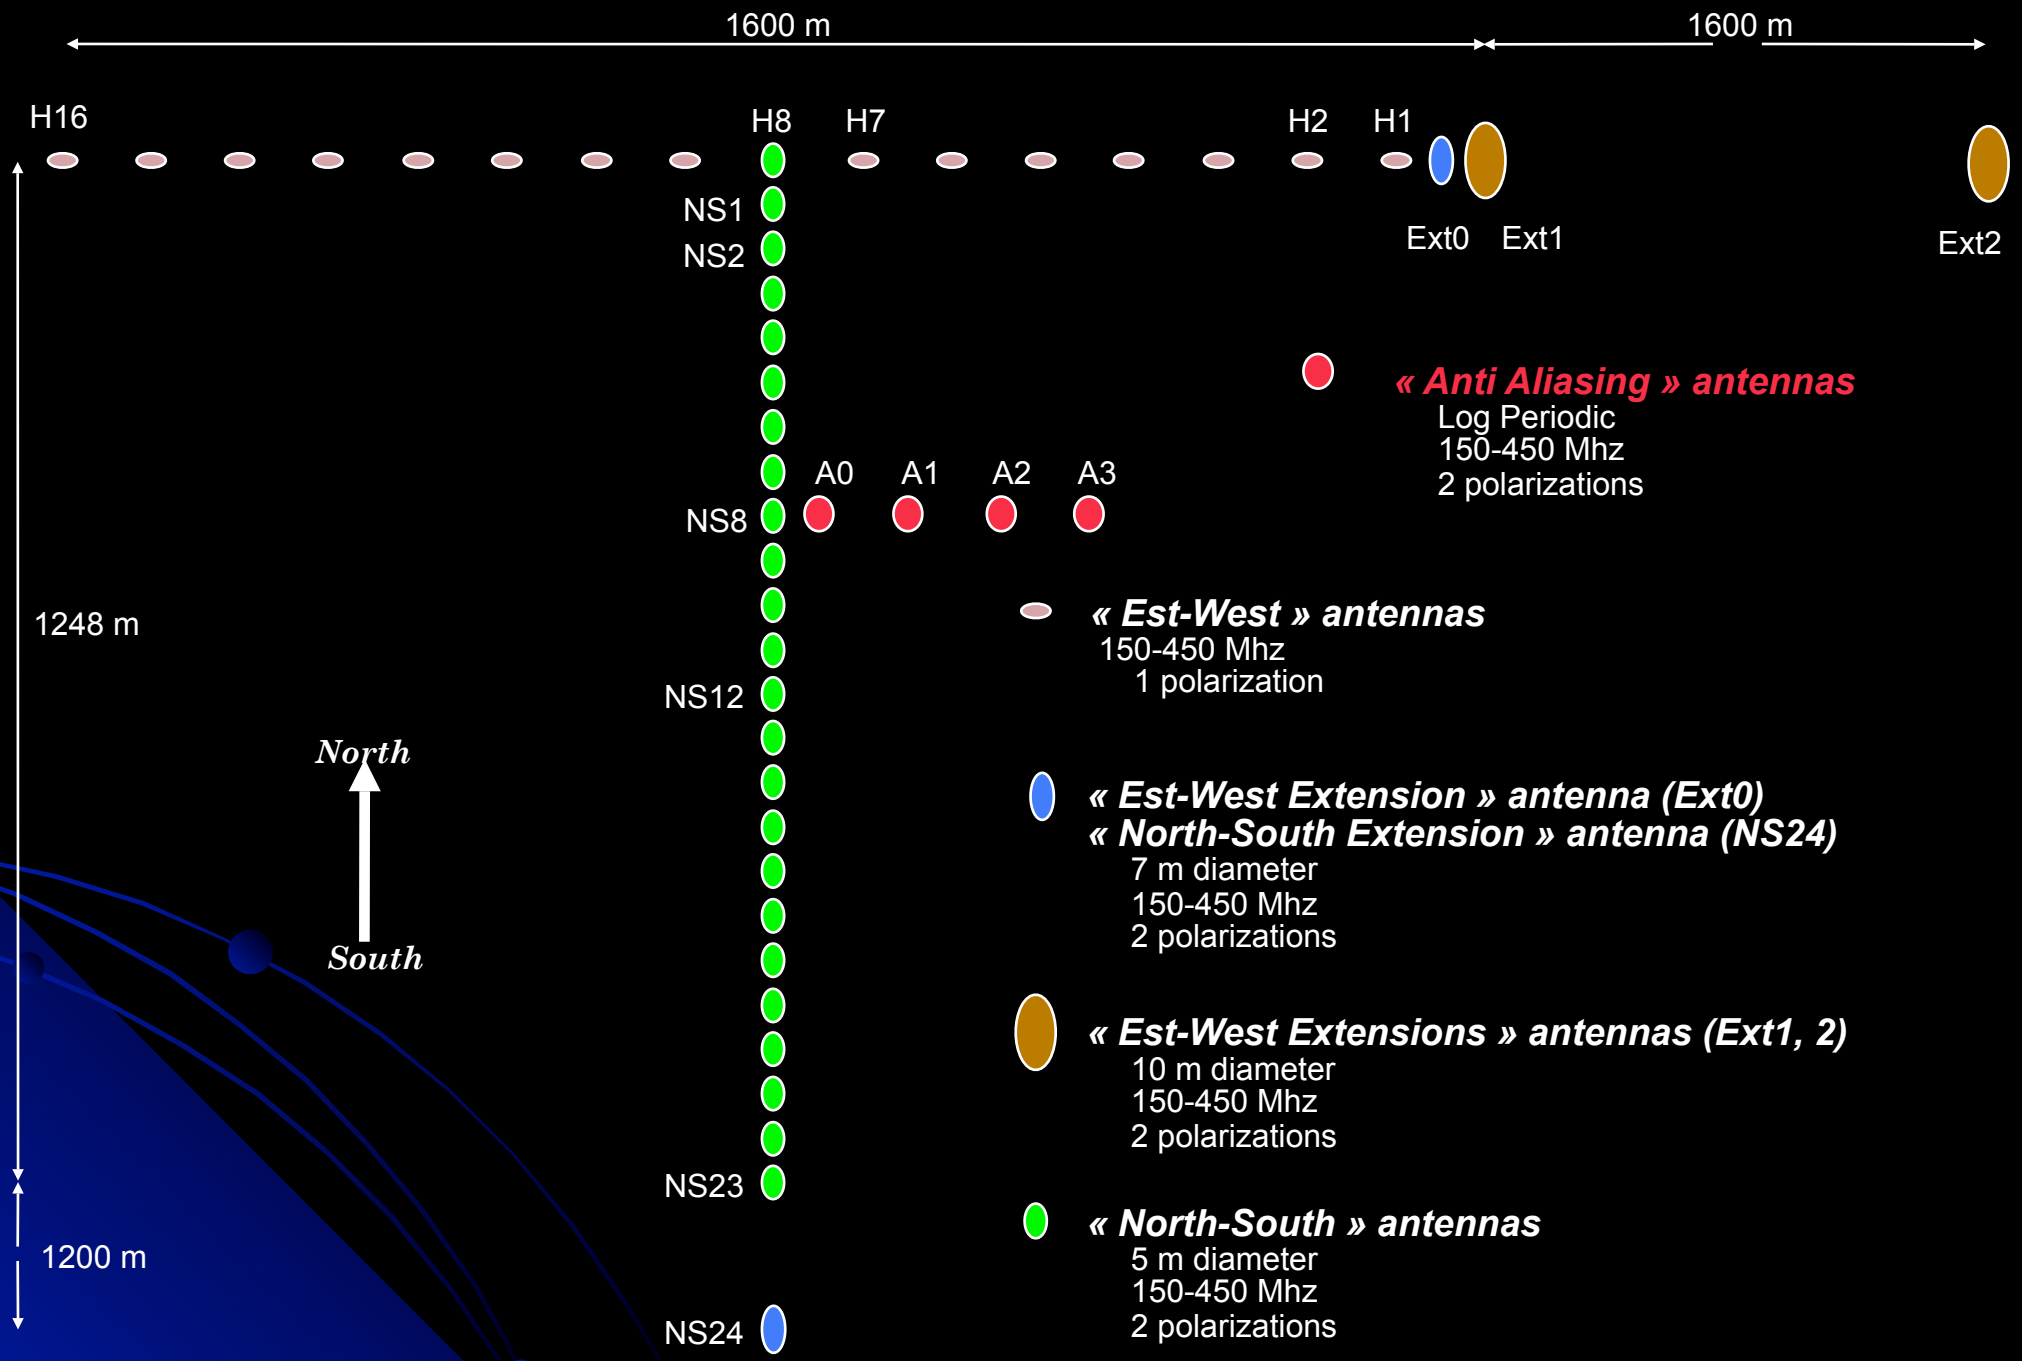 1600 m
1600 m
H16
H8
H7
H2
H1
NS1
NS2
Ext0
Ext1
Ext2
« Anti Aliasing » antennas
Log Periodic
150-450 Mhz
2 polarizations
A0
A1
A2
A3
NS8
« Est-West » antennas
150-450 Mhz
1 polarization
1248 m
NS12
North
South
« Est-West Extension » antenna (Ext0)
« North-South Extension » antenna (NS24)
7 m diameter
150-450 Mhz
2 polarizations
« Est-West Extensions » antennas (Ext1, 2)
10 m diameter
150-450 Mhz
2 polarizations
NS23
« North-South » antennas
5 m diameter
150-450 Mhz
2 polarizations
1200 m
NS24